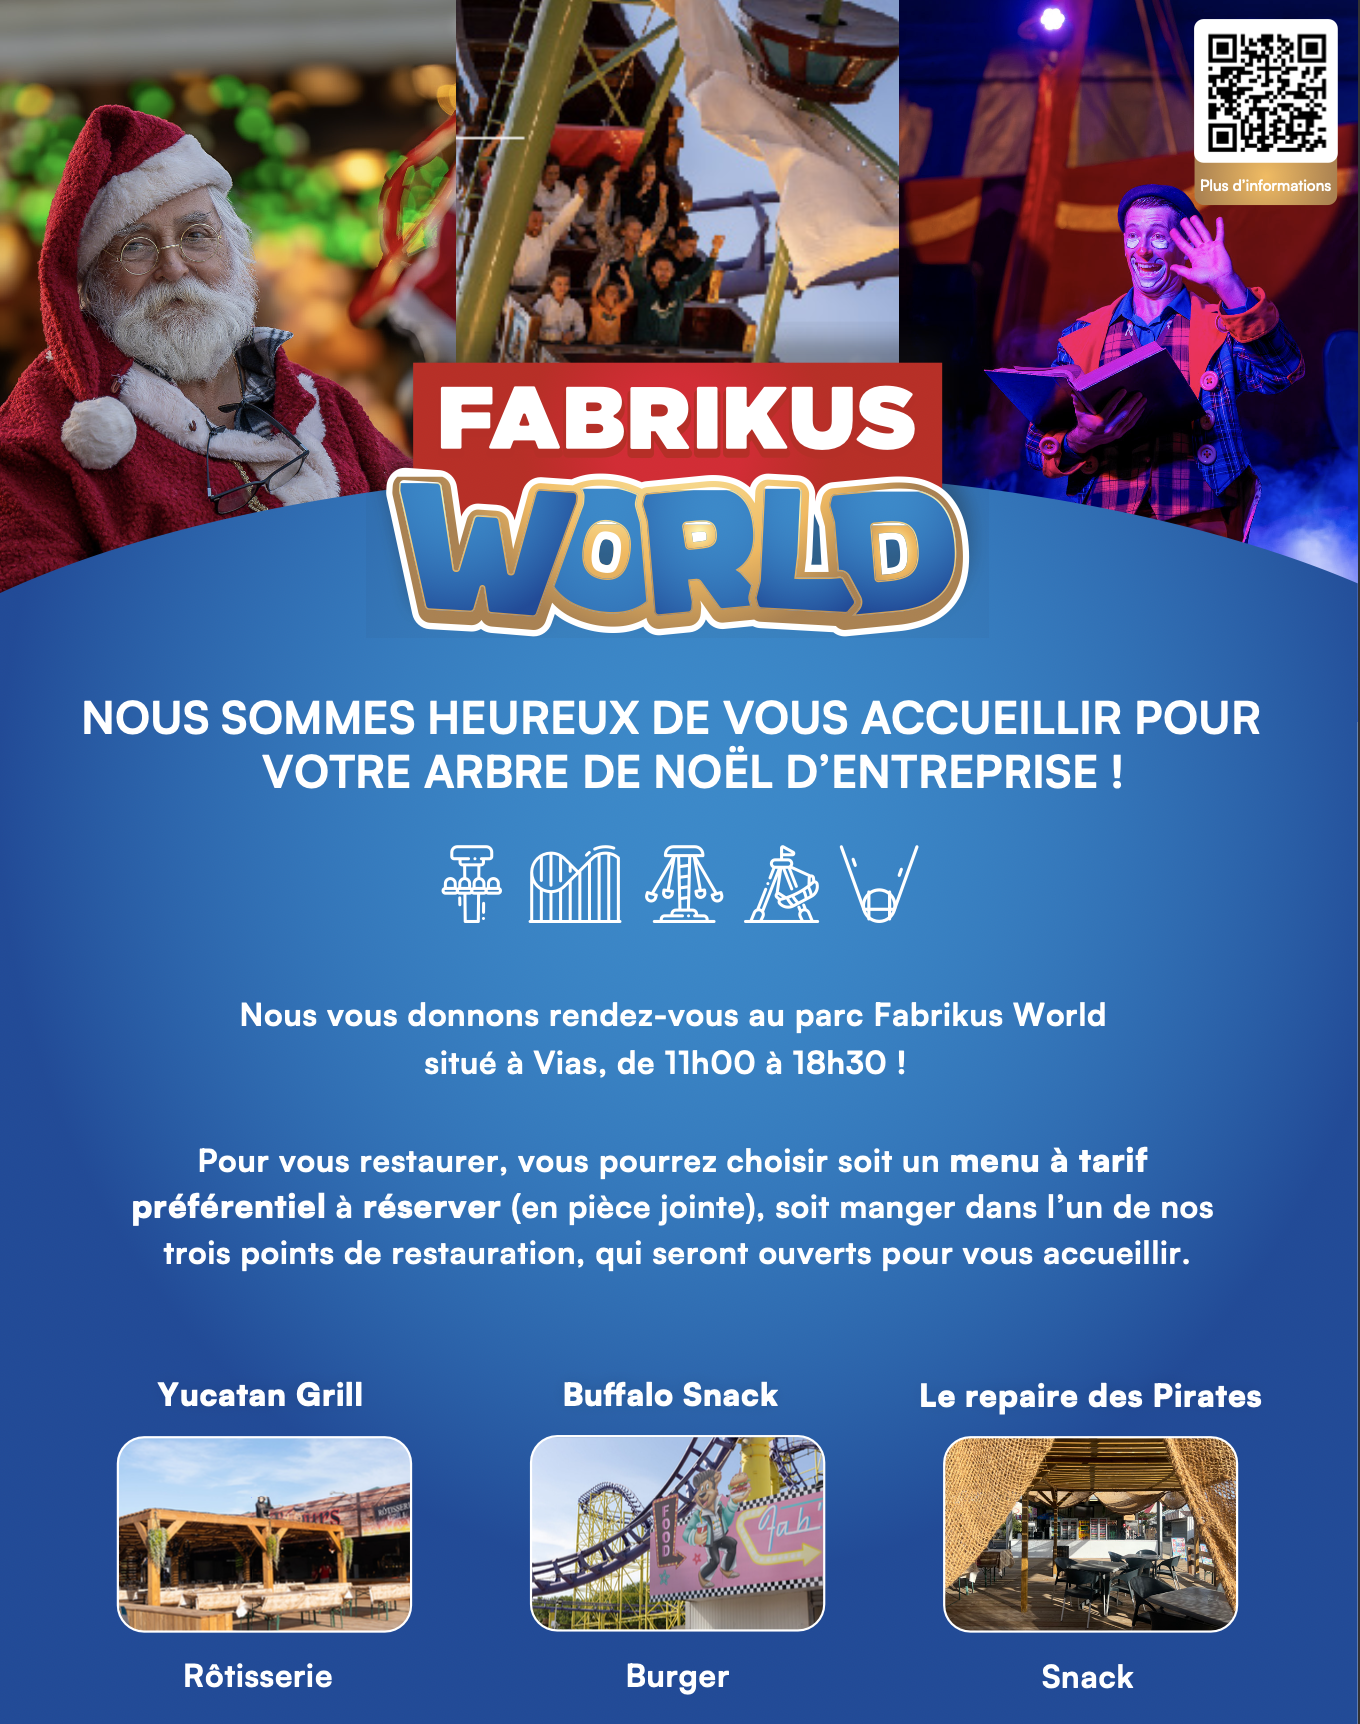 Plus d'informations
FABRIKUS
WORLD
NOUS SOMMES HEUREUX DE VOUS ACCUEILLIR POUR
VOTRE ARBRE DE NOËL D'ENTREPRISE !
Nous vous donnons rendez-vous au parc Fabrikus World
situé à Vias, de 11h00 à 18h30 !
Pour vous restaurer, vous pourrez choisir soit un menu à tarif
préférentiel à réserver (en pièce jointe), soit manger dans l'un de nos
trois points de restauration, qui seront ouverts pour vous accueillir.
Yucatan Grill
Buffalo Snack
Le repaire des Pirates
FOOD
Fab'
Rôtisserie
Burger
Snack